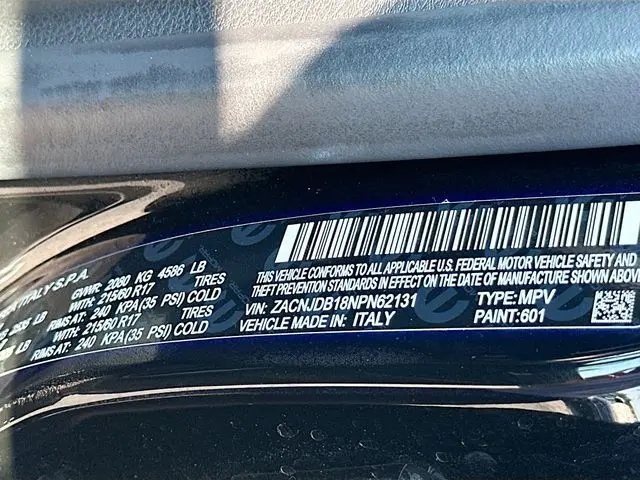 ITALY S.P.A.
GVWR: 2080 KG 4586 LB
LB WITH: 215/60 R17 TIRES
RIMS AT: 240 KPA(35 PSI) COLD
LB WITH: 215/60 R17 TIRES
RIMS AT: 240 KPA(35 PSI) COLD
THIS VEHICLE CONFORMS TO ALL APPLICABLE U.S. FEDERAL MOTOR VEHICLE SAFETY
THEFT PREVENTION STANDARDS IN EFFECT ON THE DATE OF MANUFACTURE SHOWN
VIN: ZACNJDB18NPN62131 TYPE: MPV
VEHICLE MADE IN: ITALY PAINT: 601